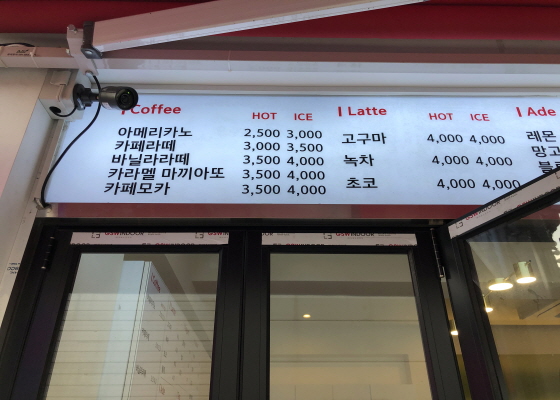 Coffee HOT ICE
아메리카노 2,500 3,000
카페라떼 3,000 3,500
바닐라라떼 3,500 4,000
카라멜 마끼아또 3,500 4,000
카페모카 3,500 4,000
Latte HOT ICE
고구마 4,000 4,000
녹차 4,000 4,000
초코 4,000 4,000
Ade
레몬
망고